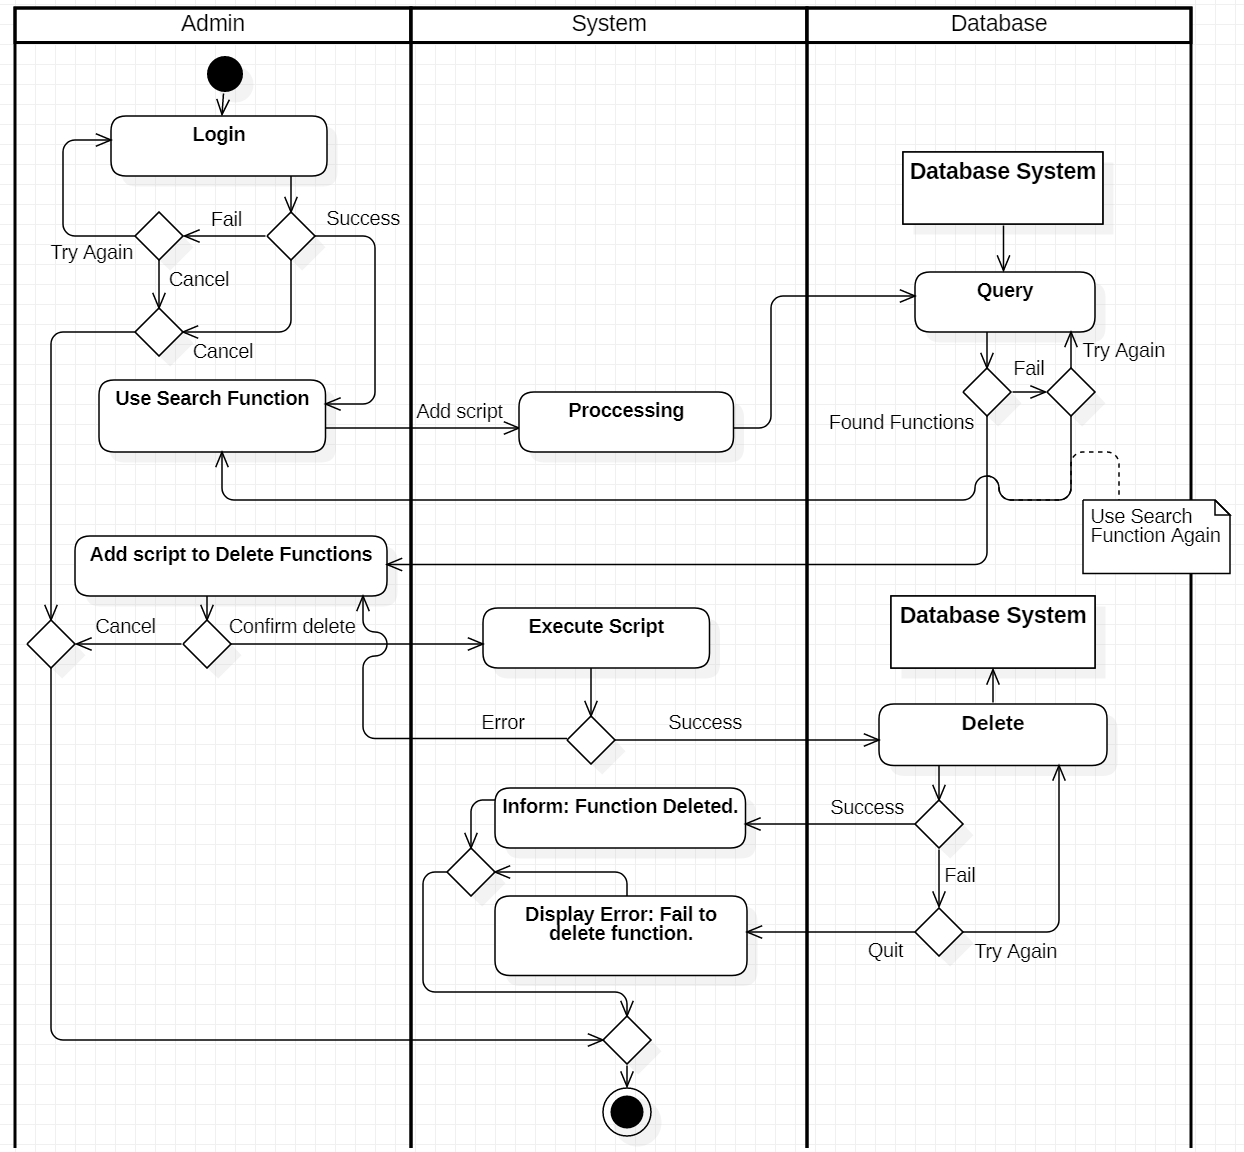 Admin
System
Database
Login
Database System
Fail
Success
Try Again
Cancel
Query
Cancel
Try Again
Fail
Use Search Function
Add script
Proccessing
Found Functions
Use Search
Function Again
Add script to Delete Functions
Database System
Cancel
Confirm delete
Execute Script
Error
Success
Delete
Inform: Function Deleted.
Success
Fail
Display Error: Fail to
delete function.
Quit
Try Again